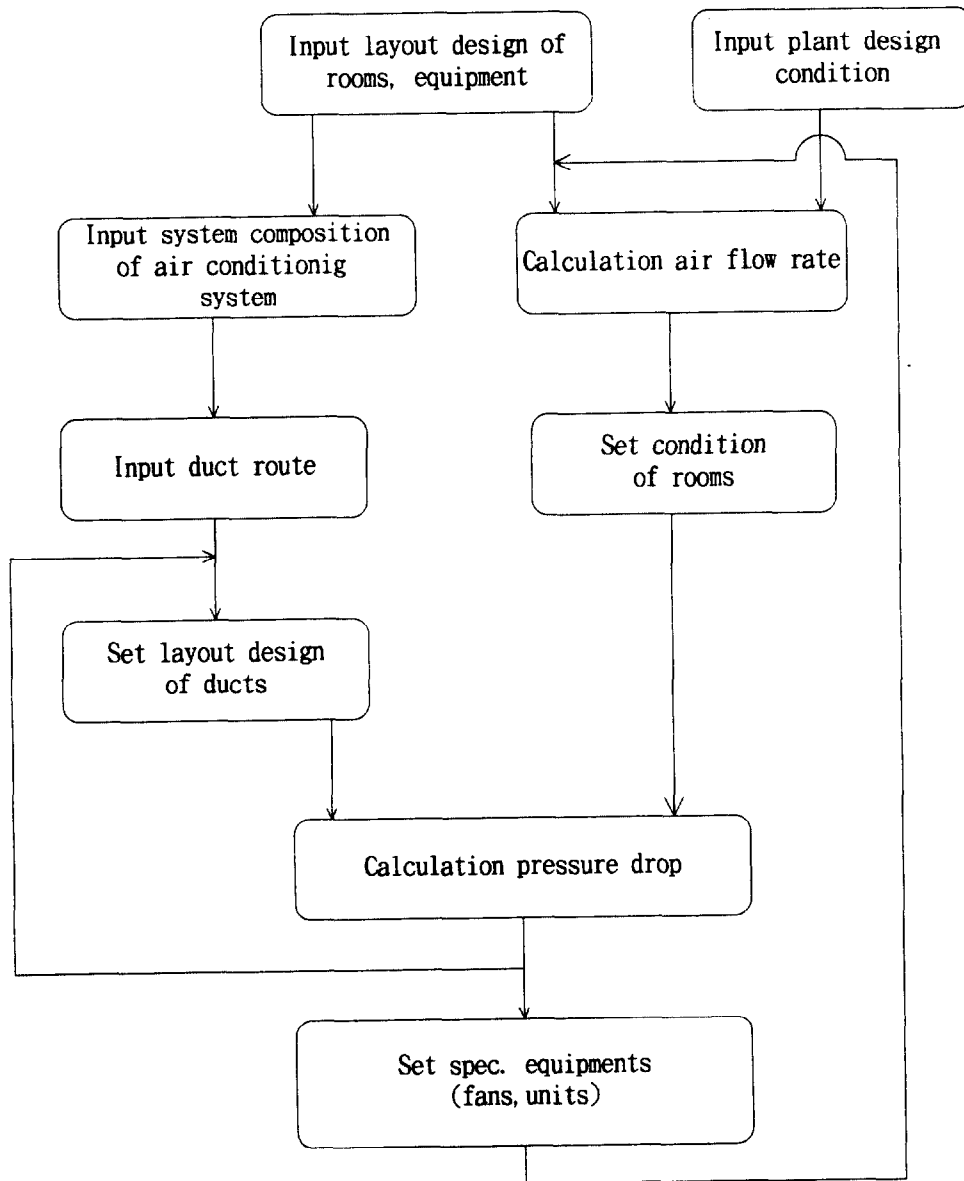 Input layout design of
rooms, equipment
Input plant design
condition
Input system composition
of air conditionig
system
Calculation air flow rate
Input duct route
Set condition
of rooms
Set layout design
of ducts
Calculation pressure drop
Set spec. equipments
(fans, units)